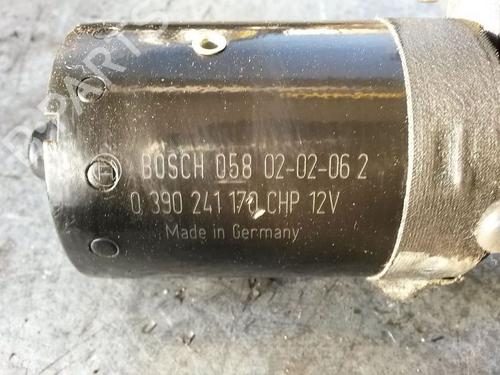 BOSCH 058 02-02-06 2
0 390 241 170 CHP 12V
Made in Germany